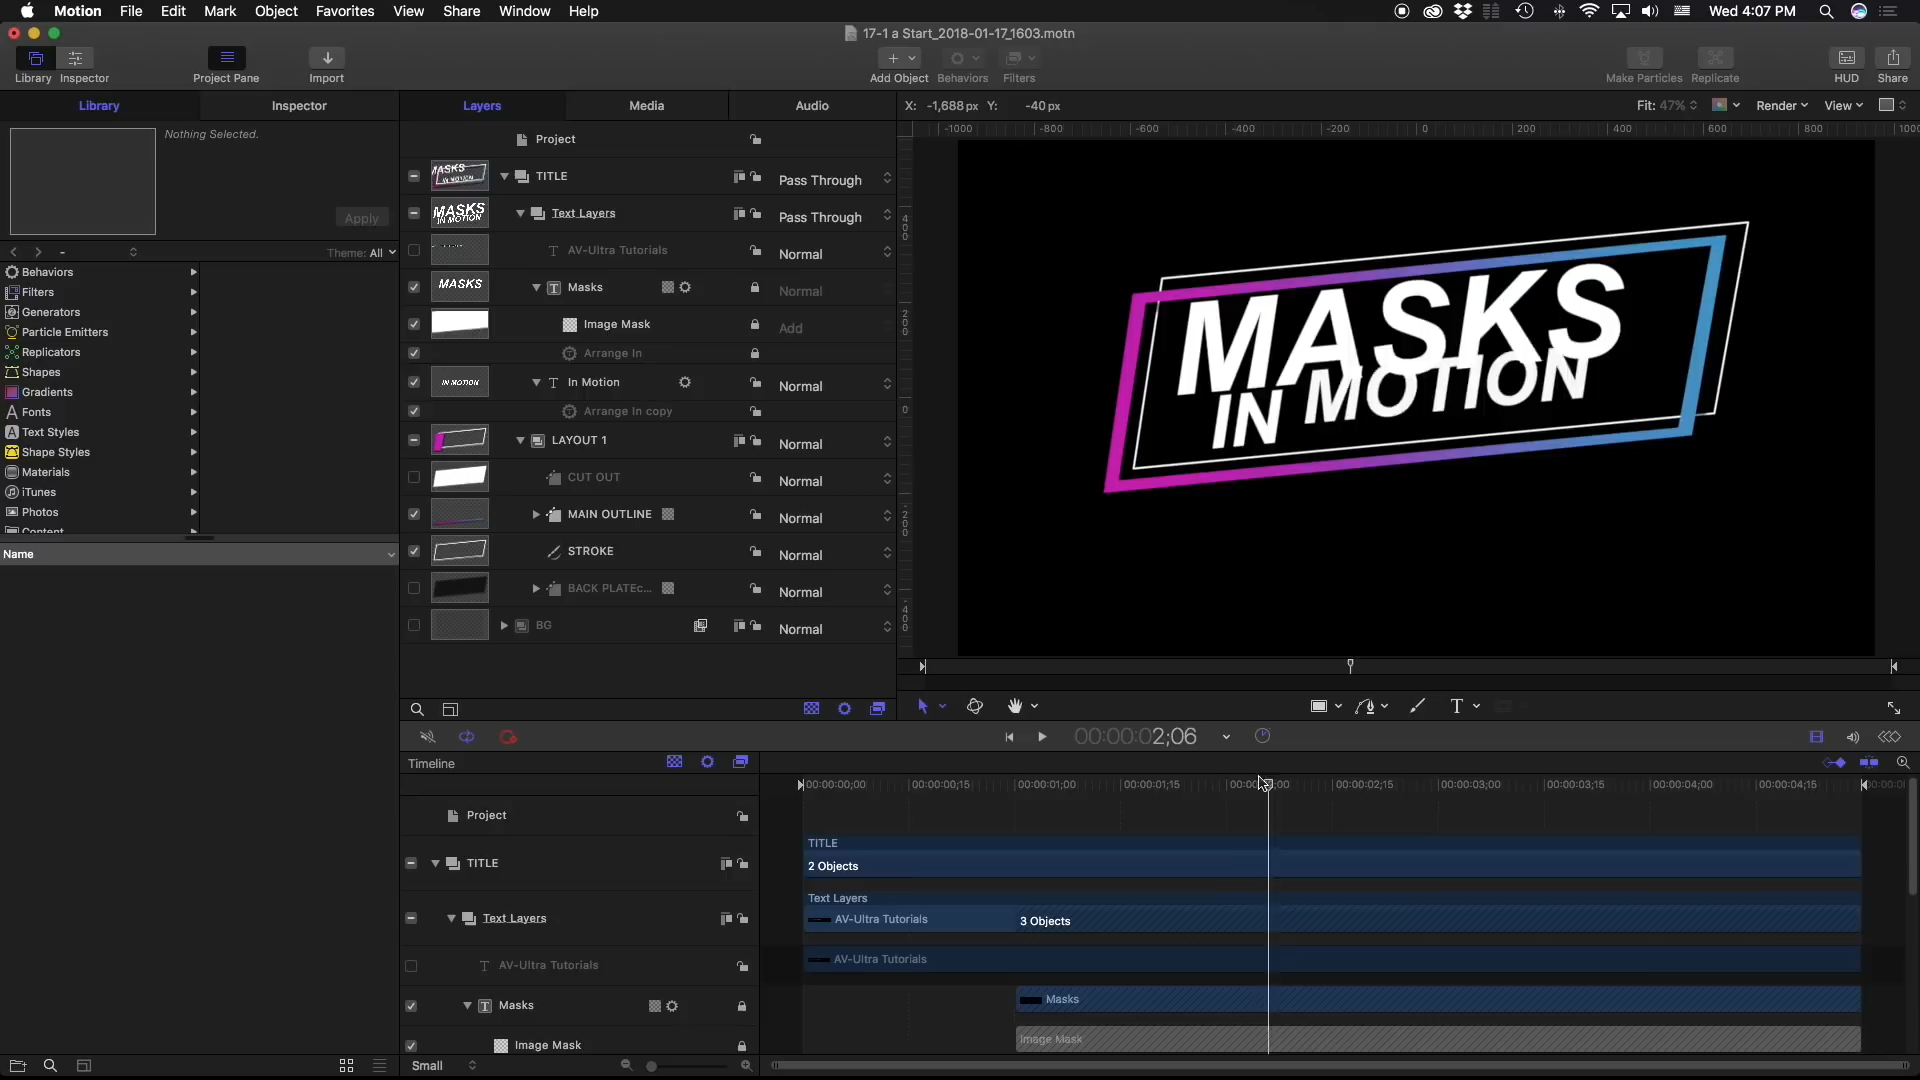 Motion File Edit Mark Object Favorites View Share Window Help Wed 4:07 PM
17-1 a Start_2018-01-17_1603.motn
Library Inspector Project Pane Import Add Object Behaviors Filters Make Particles Replicate HUD Share
Library Inspector Layers Media Audio X: -1,688 px Y: -40 px Fit: 47% Render View
Nothing Selected.
Apply
Theme: All
Behaviors
Filters
Generators
Particle Emitters
Replicators
Shapes
Gradients
Fonts
Text Styles
Shape Styles
Materials
iTunes
Photos
Content
Name
Project
TITLE Pass Through
Text Layers Pass Through
AV-Ultra Tutorials Normal
Masks Normal
Image Mask Add
Arrange In
In Motion Normal
Arrange In copy
LAYOUT 1 Normal
CUT OUT Normal
MAIN OUTLINE Normal
STROKE Normal
BACK PLATEc... Normal
BG Normal
-1000 -800 -600 -400 -200 0 200 400 600 800 1000
400
200
0
-200
-400
MASKS
IN MOTION
00:00:02;06
Timeline
00:00:00;00 00:00:00;15 00:00:01;00 00:00:01;15 00:00:02;15 00:00:03;00 00:00:03;15 00:00:04;00 00:00:04;15
Project
TITLE
Text Layers
AV-Ultra Tutorials
Masks
Image Mask
TITLE
2 Objects
Text Layers
AV-Ultra Tutorials 3 Objects
AV-Ultra Tutorials
Masks
Image Mask
Small